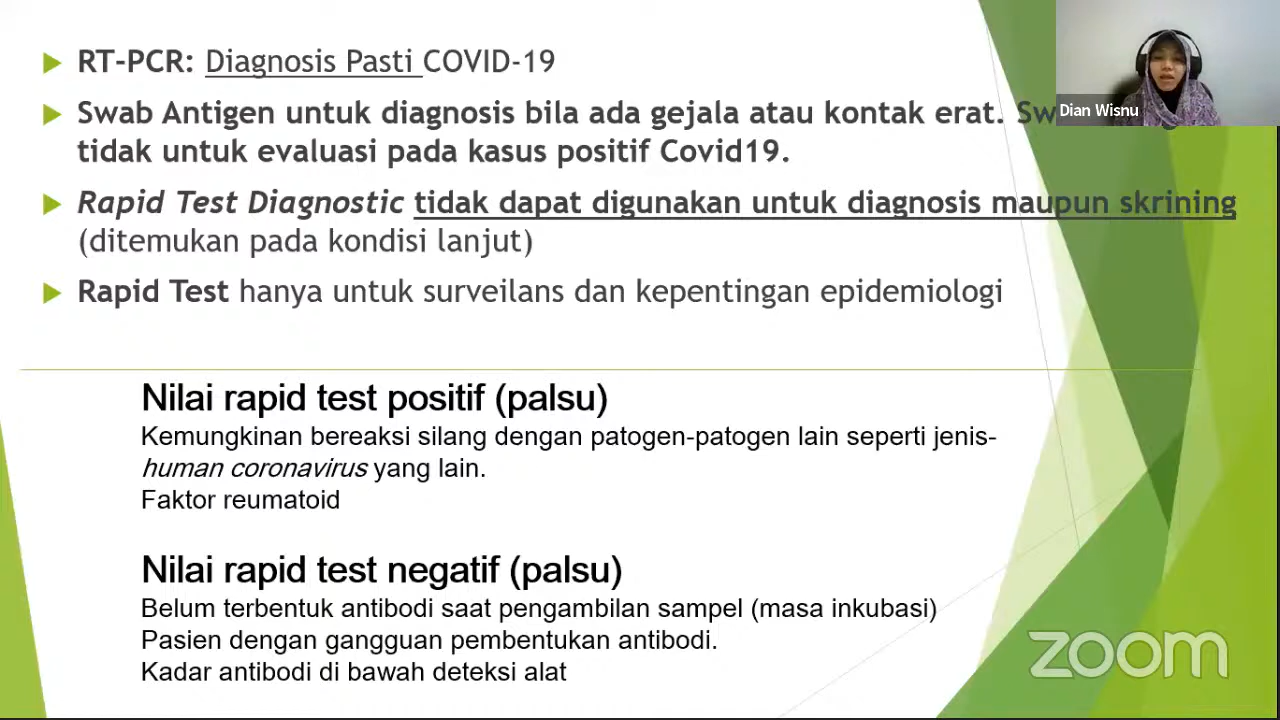 RT-PCR: Diagnosis Pasti COVID-19
Swab Antigen untuk diagnosis bila ada gejala atau kontak erat.
tidak untuk evaluasi pada kasus positif Covid19.
Rapid Test Diagnostic tidak dapat digunakan untuk diagnosis maupun skrining
(ditemukan pada kondisi lanjut)
Rapid Test hanya untuk surveilans dan kepentingan epidemiologi
Dian Wisnu
Nilai rapid test positif (palsu)
Kemungkinan bereaksi silang dengan patogen-patogen lain seperti jenis-
human coronavirus yang lain.
Faktor reumatoid
Nilai rapid test negatif (palsu)
Belum terbentuk antibodi saat pengambilan sampel (masa inkubasi)
Pasien dengan gangguan pembentukan antibodi.
Kadar antibodi di bawah deteksi alat
zoom